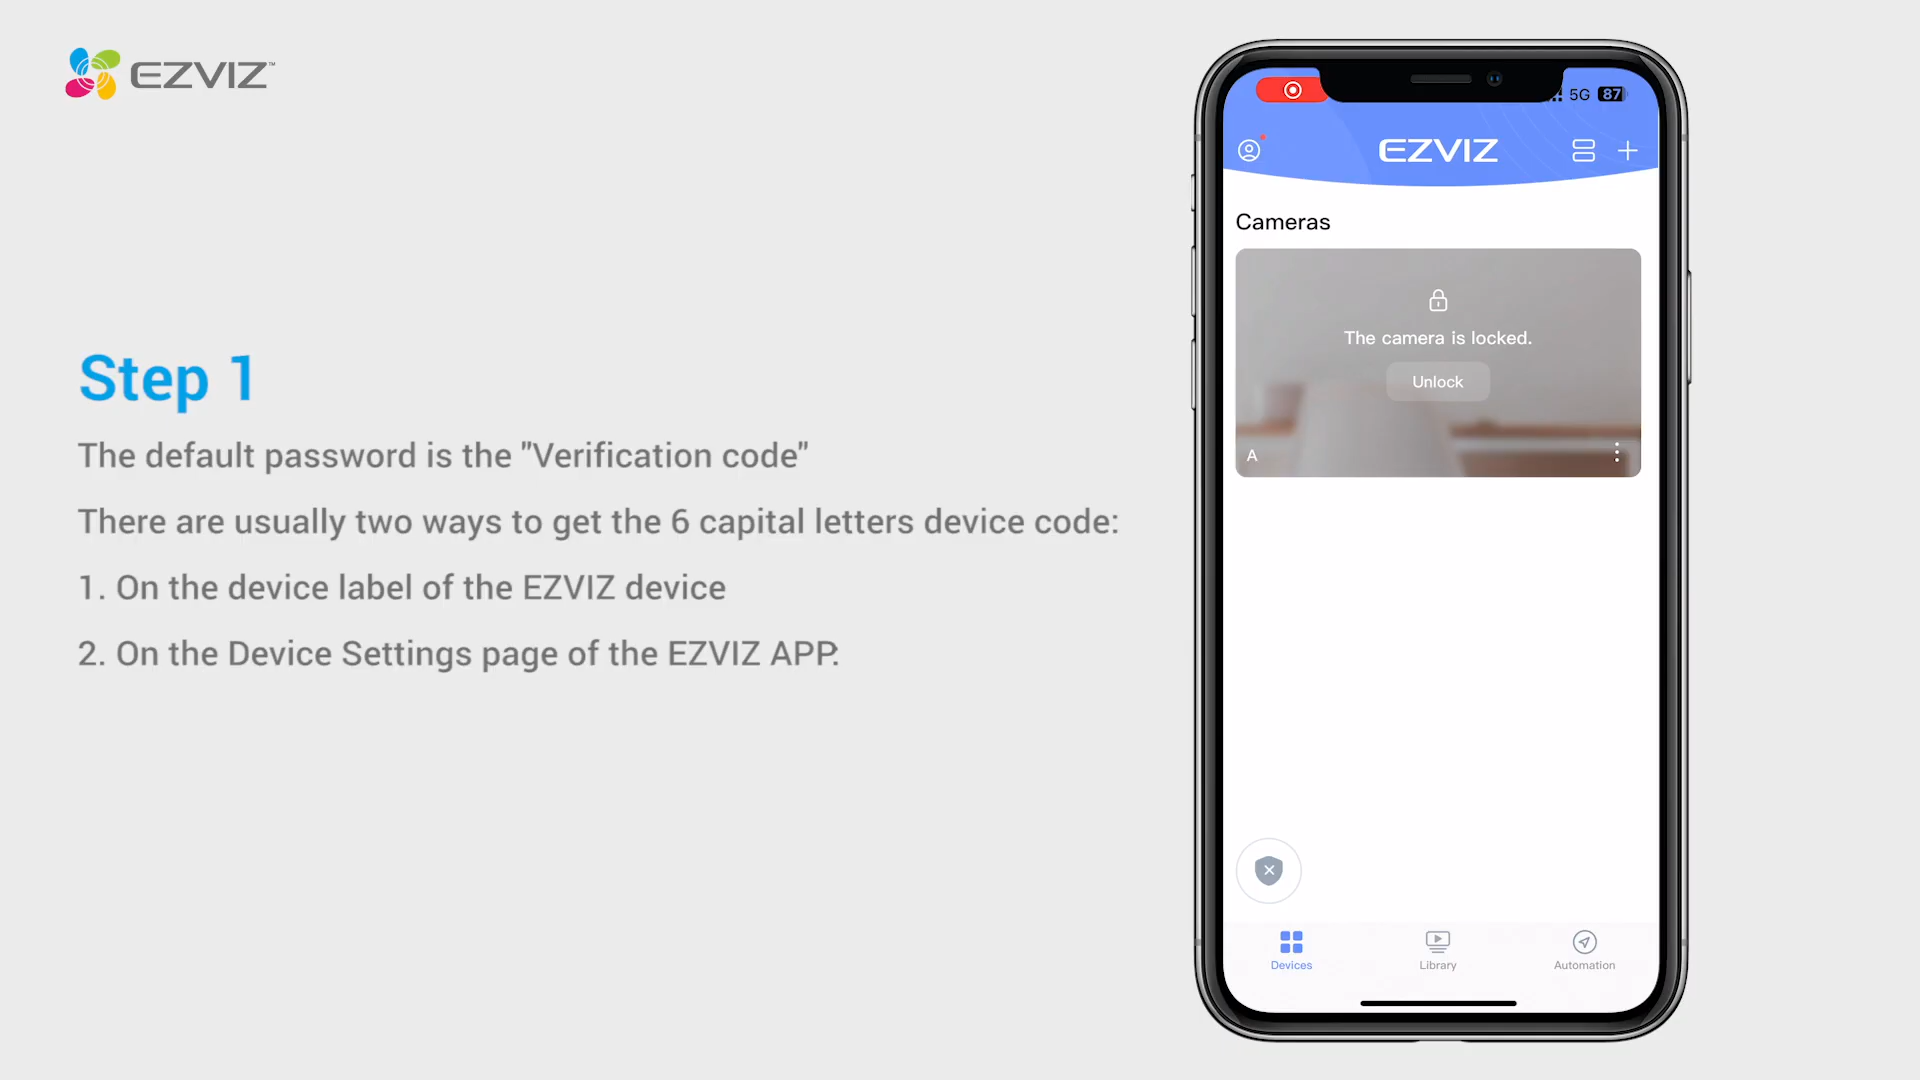 EZVIZ™
Step 1
The default password is the "Verification code"
There are usually two ways to get the 6 capital letters device code:
1. On the device label of the EZVIZ device
2. On the Device Settings page of the EZVIZ APP.
5G 87
EZVIZ
Cameras
The camera is locked.
Unlock
A
Devices
Library
Automation